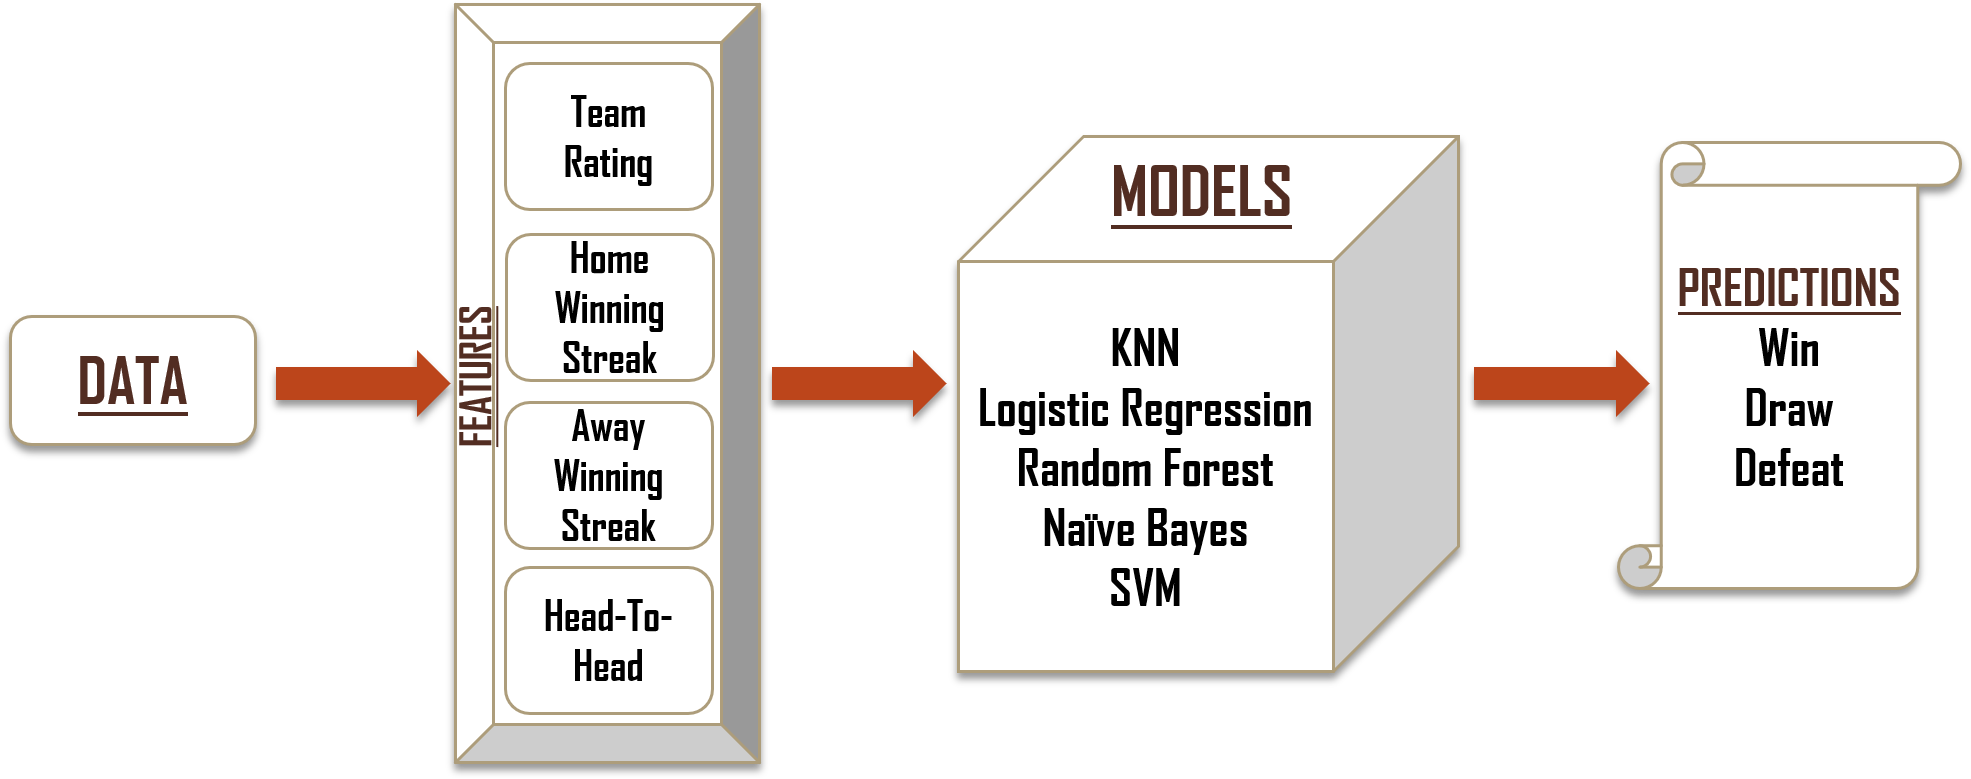 DATA
FEATURES
Team
Rating
Home
Winning
Streak
Away
Winning
Streak
Head-To-
Head
MODELS
KNN
Logistic Regression
Random Forest
Naïve Bayes
SVM
PREDICTIONS
Win
Draw
Defeat